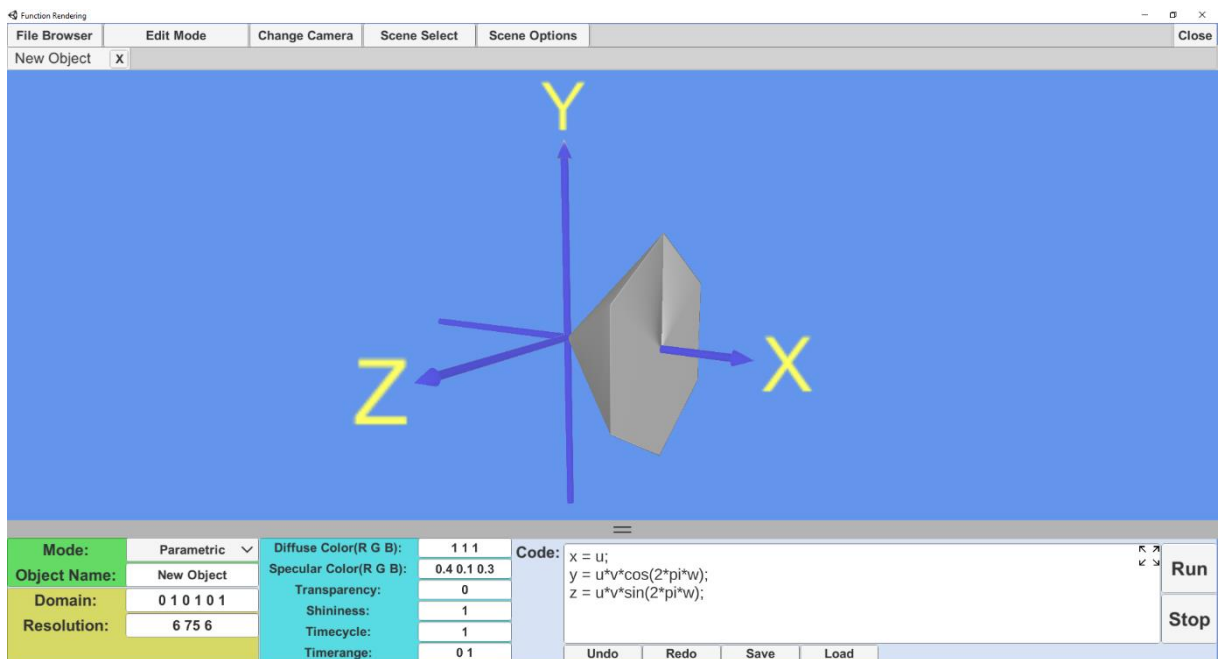 Function Rendering
File Browser Edit Mode Change Camera Scene Select Scene Options Close
New Object X
Y
Z
X
Mode: Parametric
Object Name: New Object
Domain: 0 1 0 1 0 1
Resolution: 6 75 6
Diffuse Color(R G B): 1 1 1
Specular Color(R G B): 0.4 0.1 0.3
Transparency: 0
Shininess: 1
Timecycle: 1
Timerange: 0 1
Code:
x = u;
y = u*v*cos(2*pi*w);
z = u*v*sin(2*pi*w);
Run
Stop
Undo Redo Save Load